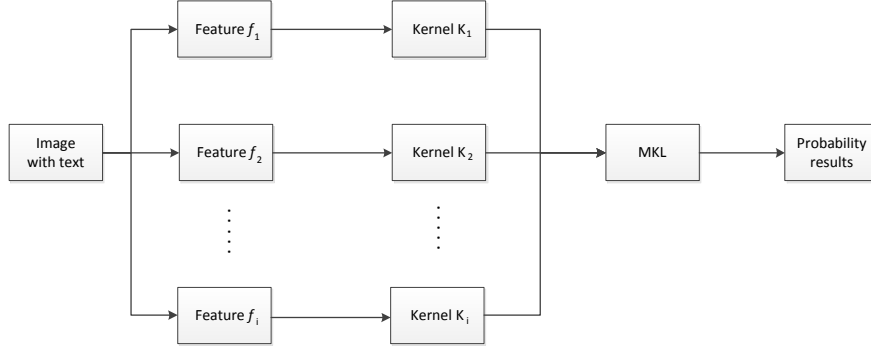 Feature f₁
Kernel K₁
Image
with text
Feature f₂
Kernel K₂
MKL
Probability
results
Feature fᵢ
Kernel Kᵢ